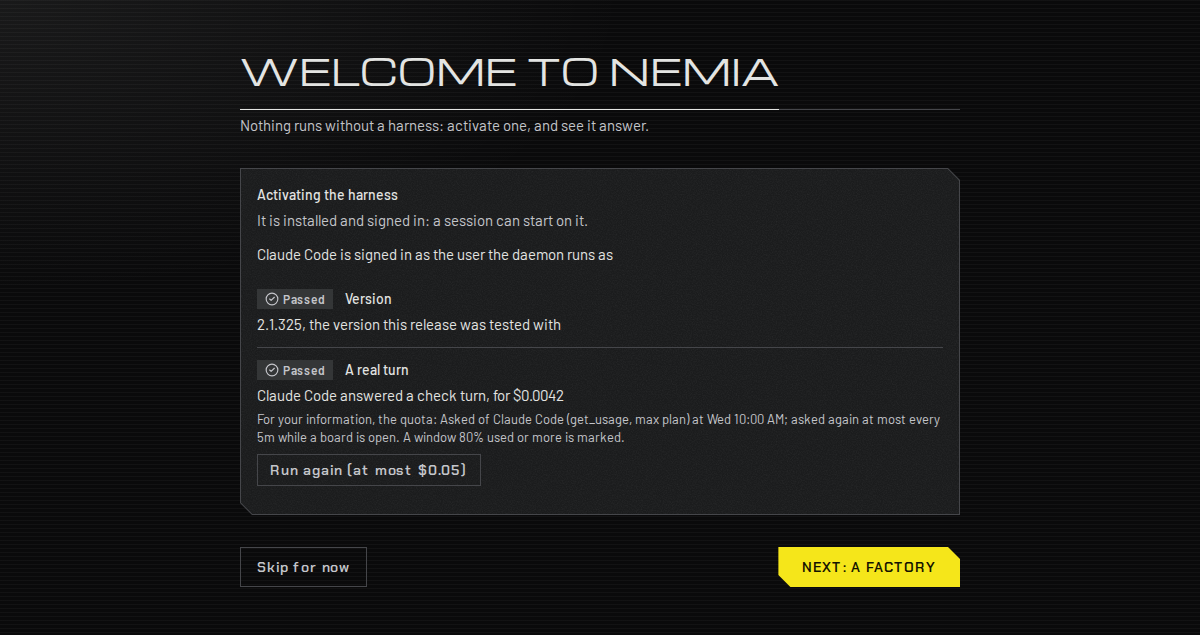 WELCOME TO NEMIA
Nothing runs without a harness: activate one, and see it answer.
Activating the harness
It is installed and signed in: a session can start on it.
Claude Code is signed in as the user the daemon runs as
Passed Version
2.1.325, the version this release was tested with
Passed A real turn
Claude Code answered a check turn, for $0.0042
For your information, the quota: Asked of Claude Code (get_usage, max plan) at Wed 10:00 AM; asked again at most every
5m while a board is open. A window 80% used or more is marked.
Run again (at most $0.05)
Skip for now
NEXT: A FACTORY